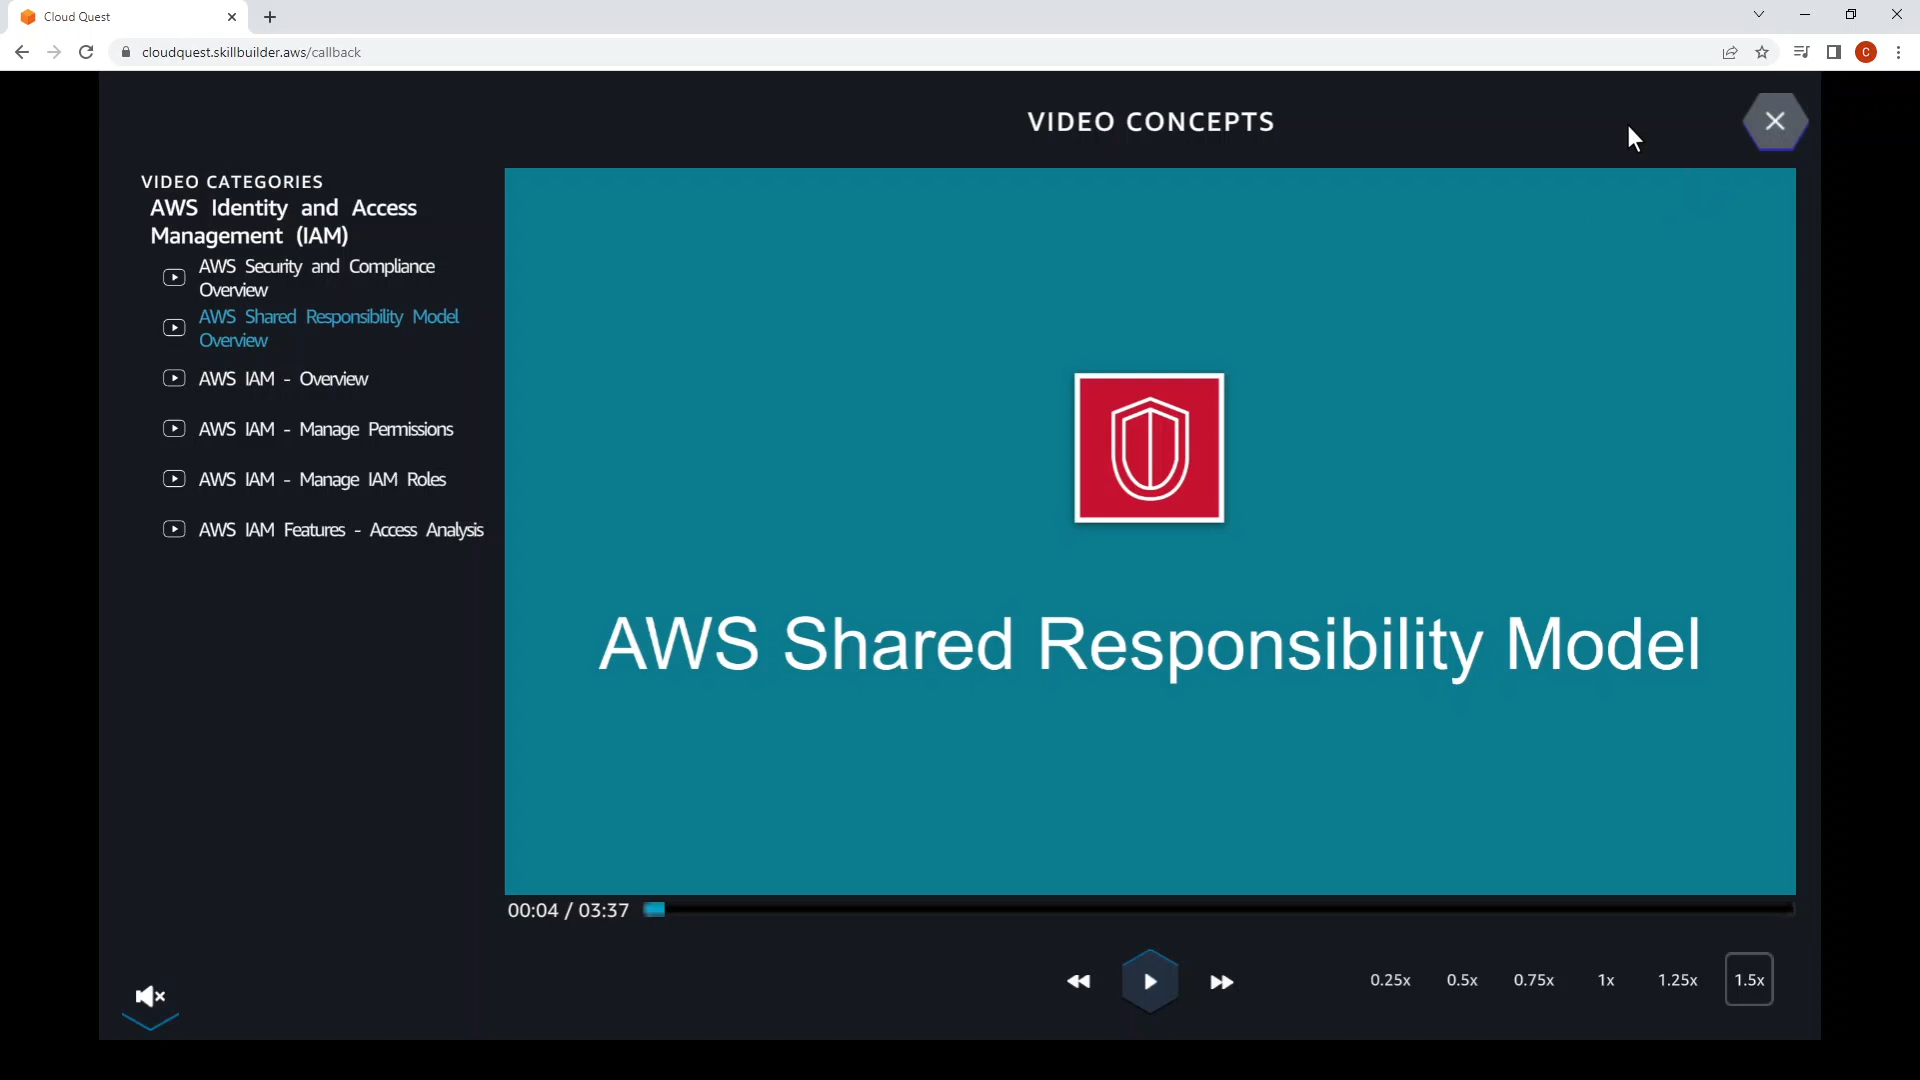 Cloud Quest
cloudquest.skillbuilder.aws/callback
C
VIDEO CONCEPTS
VIDEO CATEGORIES
AWS Identity and Access
Management (IAM)
AWS Security and Compliance
Overview
AWS Shared Responsibility Model
Overview
AWS IAM - Overview
AWS IAM - Manage Permissions
AWS IAM - Manage IAM Roles
AWS IAM Features - Access Analysis
AWS Shared Responsibility Model
00:04 / 03:37
0.25x 0.5x 0.75x 1x 1.25x 1.5x